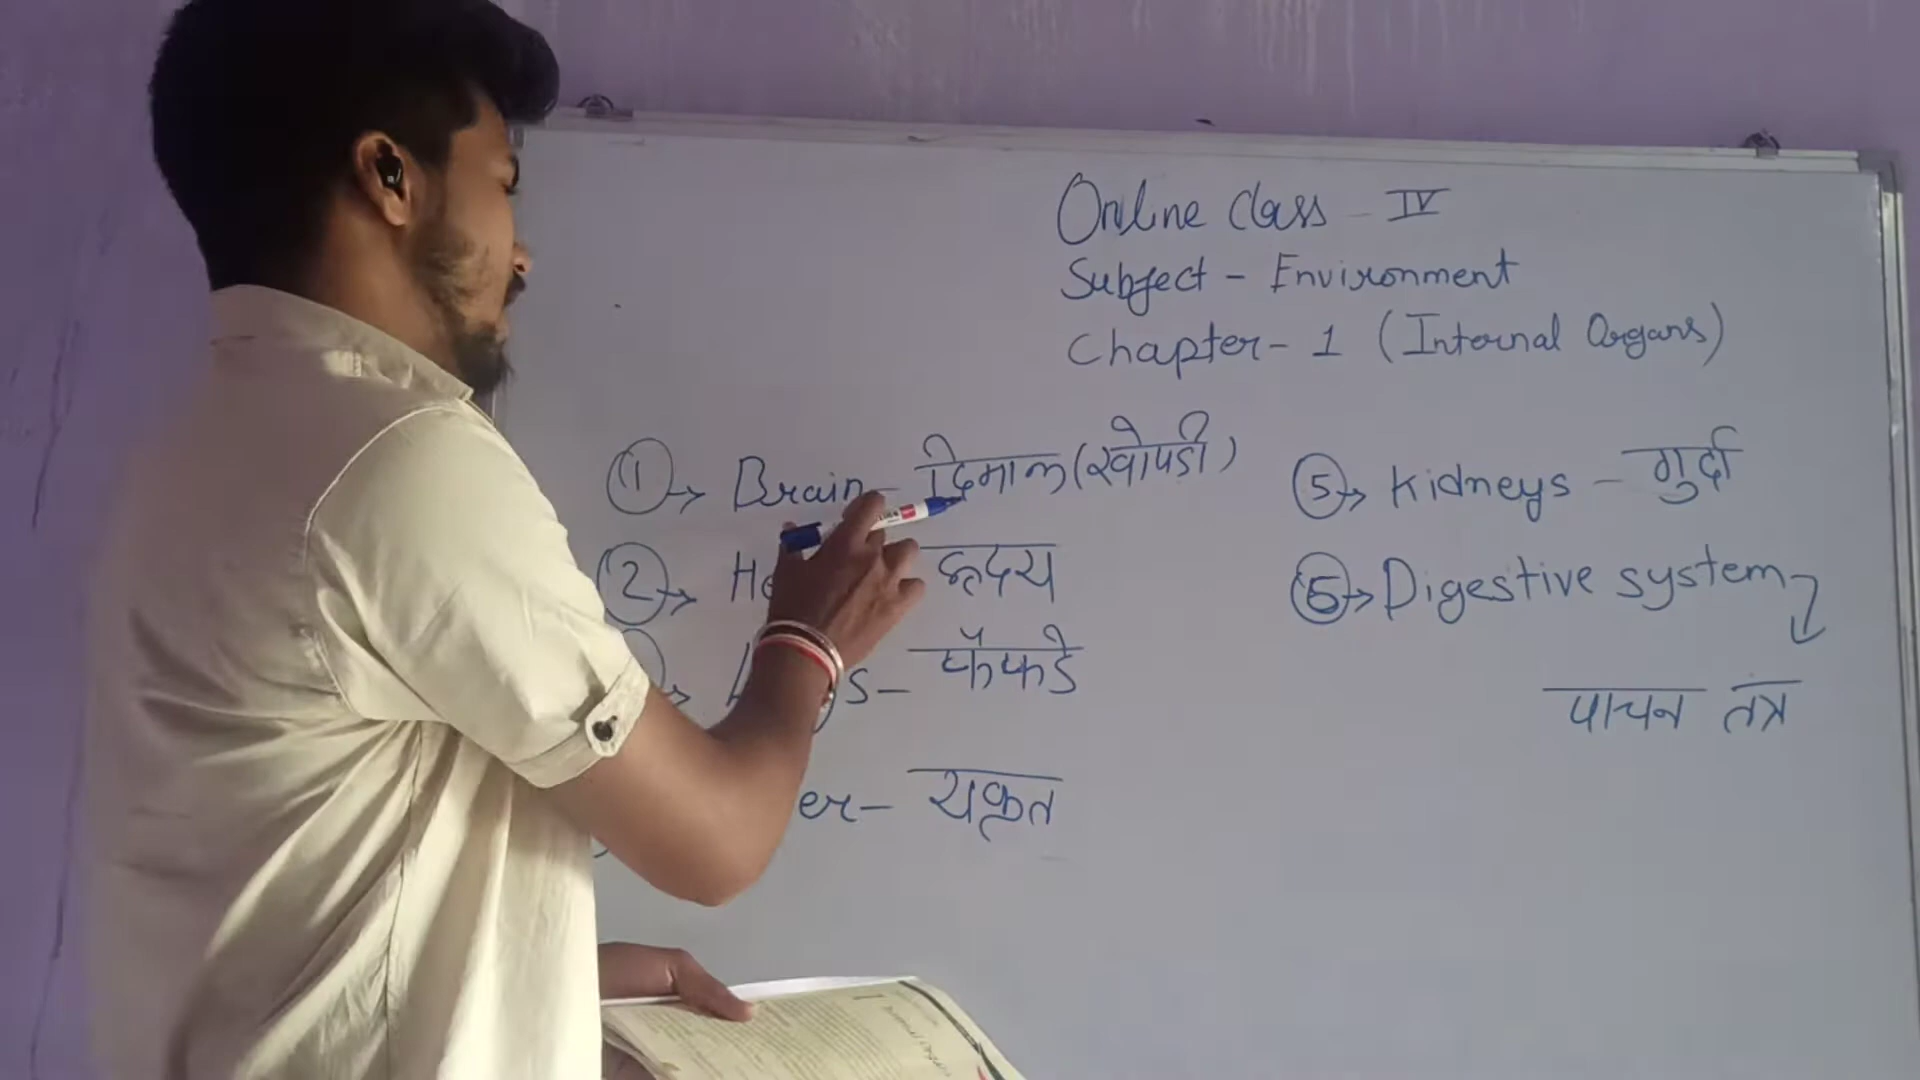 Online Class - IV
Subject - Environment
Chapter - 1 (Internal Organs)
① → Brain - दिमाग (खोपडी)
② → दृदय
s - फॅफडे
er - यकृत
⑤ → Kidneys - गुर्दा
⑥ → Digestive system
पाचन तंत्र